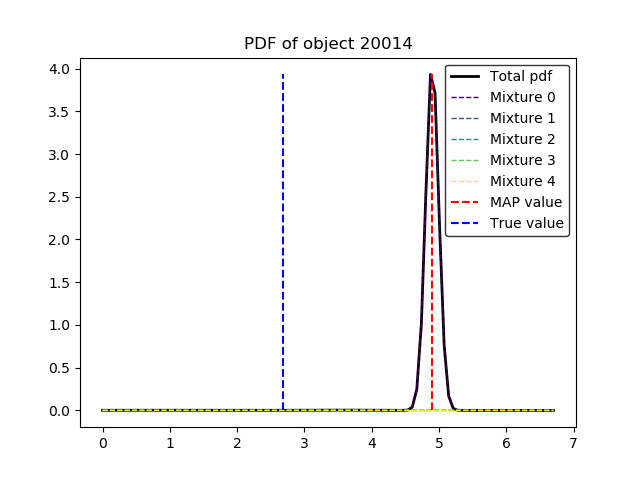 PDF of object 20014
Total pdf
Mixture 0
Mixture 1
Mixture 2
Mixture 3
Mixture 4
MAP value
True value
4.0
3.5
3.0
2.5
2.0
1.5
1.0
0.5
0.0
0 1 2 3 4 5 6 7